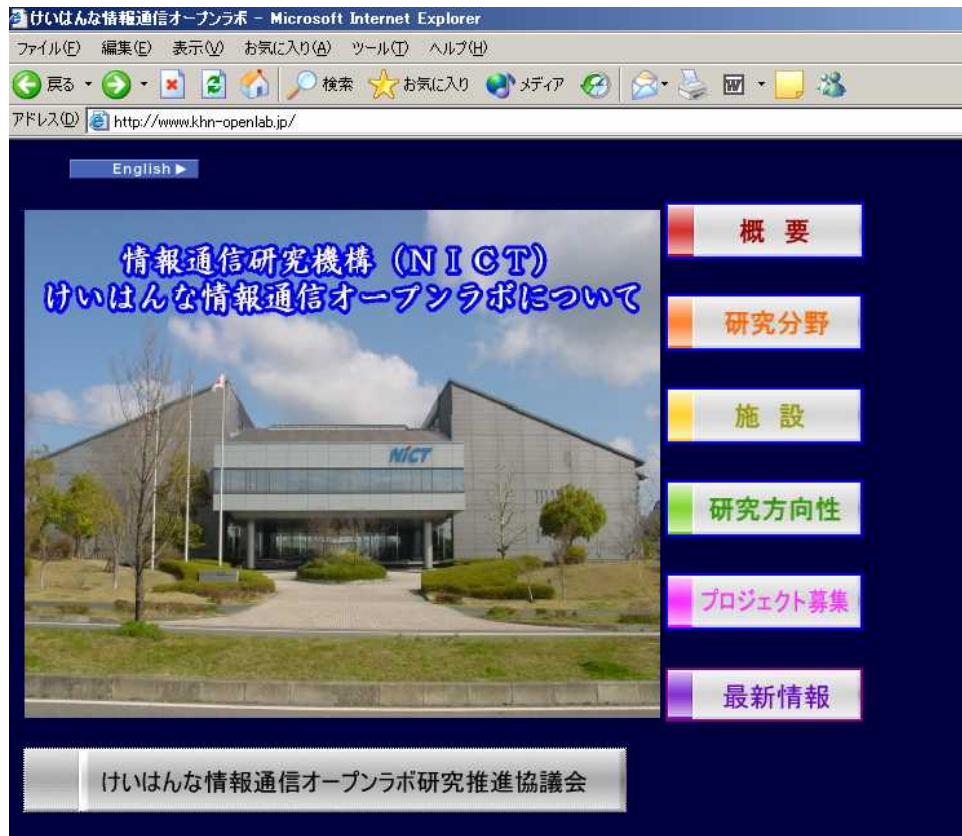 けいはんな情報通信オープンラボ - Microsoft Internet Explorer
ファイル(F) 編集(E) 表示(V) お気に入り(A) ツール(T) ヘルプ(H)
戻る 検索 お気に入り メディア
アドレス(D) http://www.khn-openlab.jp/
English
情報通信研究機構(NICT)
けいはんな情報通信オープンラボについて
NICT
概要
研究分野
施設
研究方向性
プロジェクト募集
最新情報
けいはんな情報通信オープンラボ研究推進協議会